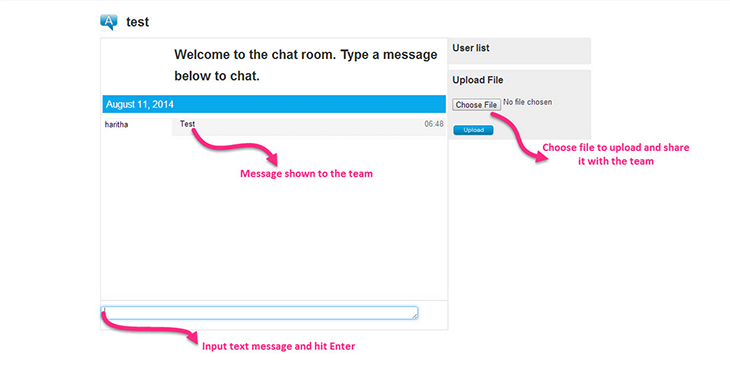 A test
Welcome to the chat room. Type a message
below to chat.
August 11, 2014
haritha Test 06:48
Message shown to the team
Input text message and hit Enter
User list
Upload File
Choose File No file chosen
Upload
Choose file to upload and share
it with the team